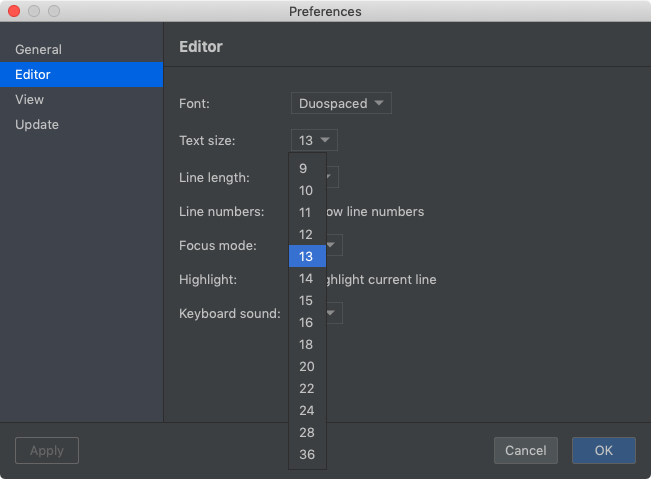 Preferences
General
Editor
View
Update
Editor
Font: Duospaced
Text size: 13
Line length:
Line numbers: line numbers
Focus mode:
Highlight: current line
Keyboard sound:
9
10
11
12
13
14
15
16
18
20
22
24
28
36
Apply
Cancel
OK